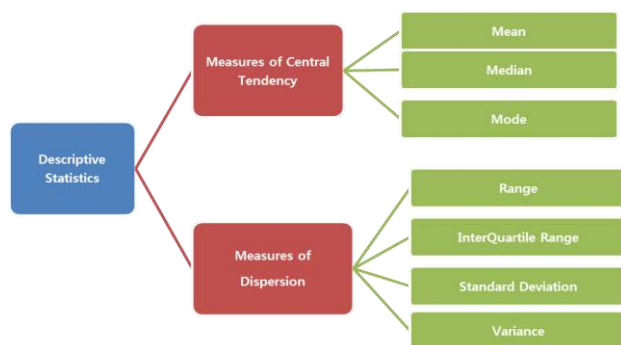 Descriptive
Statistics
Measures of Central
Tendency
Mean
Median
Mode
Measures of
Dispersion
Range
InterQuartile Range
Standard Deviation
Variance